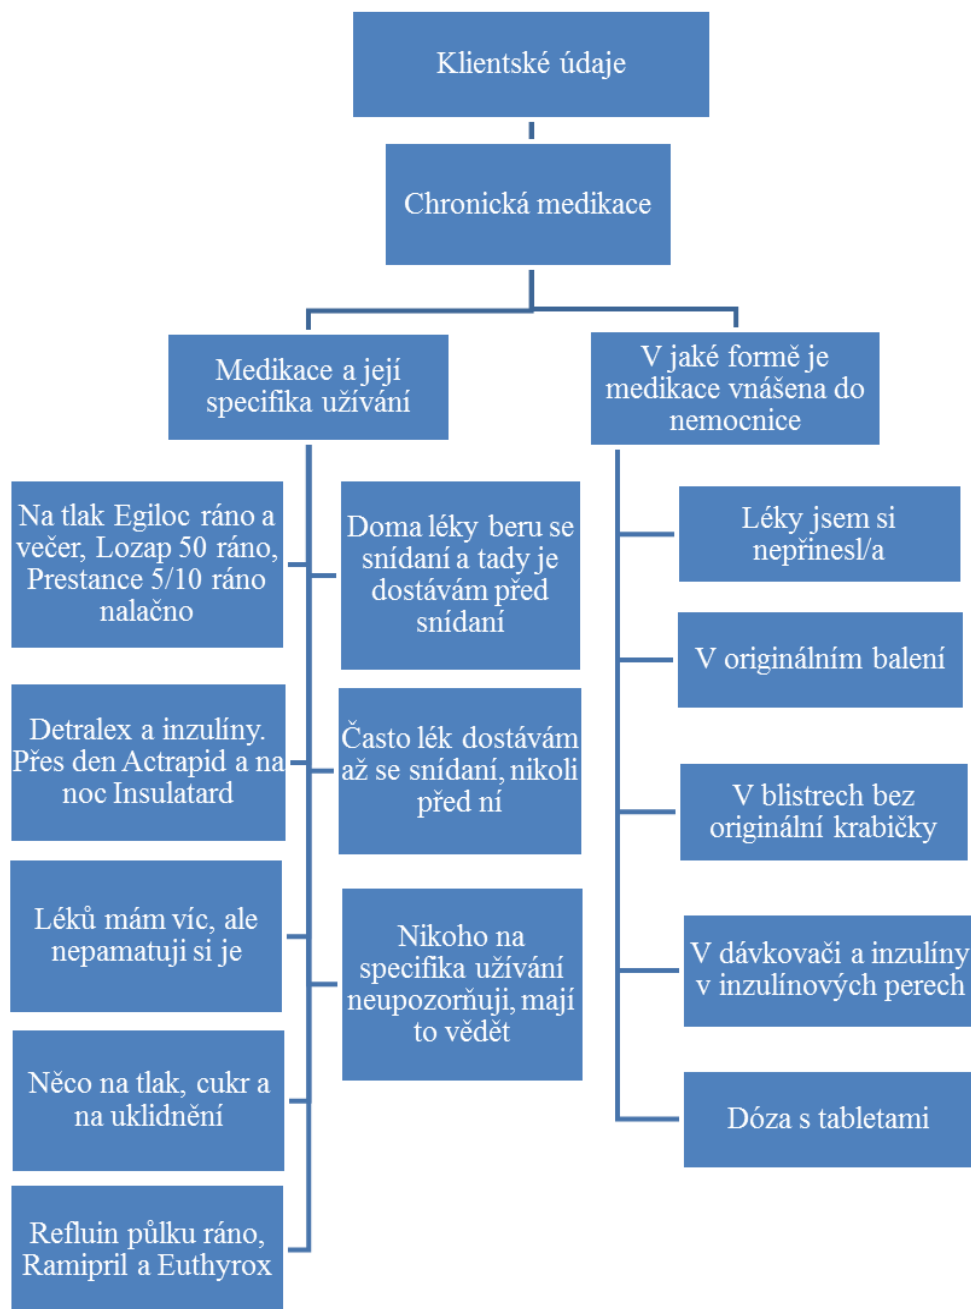 Klientské údaje
Chronická medikace
Medikace a její
specifika užívání
Na tlak Egiloc ráno a
večer, Lozap 50 ráno,
Prestance 5/10 ráno
nalačno
Detralex a inzulíny.
Přes den Actrapid a na
noc Insulatard
Léků mám víc, ale
nepamatuji si je
Něco na tlak, cukr a
na uklidnění
Refluin půlku ráno,
Ramipril a Euthyrox
Doma léky beru se
snídaní a tady je
dostávám před
snídaní
Často lék dostávám
až se snídaní, nikoli
před ní
Nikoho na
specifika užívání
neupozorňuji, mají
to vědět
V jaké formě je
medikace vnášena do
nemocnice
Léky jsem si
nepřinesl/a
V originálním balení
V blistrech bez
originální krabičky
V dávkovači a inzulíny
v inzulínových perech
Dóza s tabletami